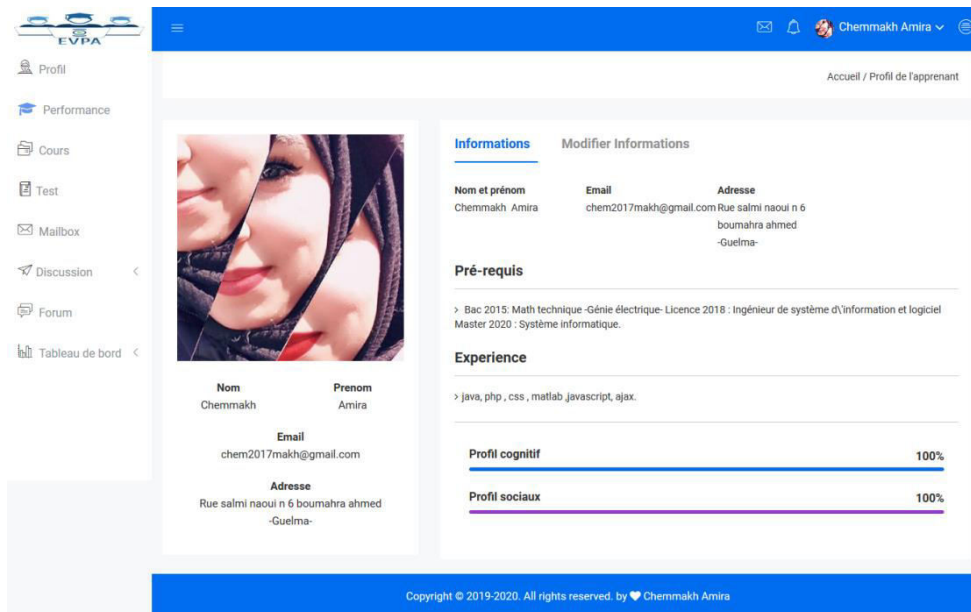 EVPA
Chemmakh Amira
Profil
Performance
Cours
Test
Mailbox
Discussion
Forum
Tableau de bord
Accueil / Profil de l'apprenant
Nom Prenom
Chemmakh Amira
Email
chem2017makh@gmail.com
Adresse
Rue salmi naoui n 6 boumahra ahmed
-Guelma-
Informations Modifier Informations
Nom et prénom Email Adresse
Chemmakh Amira chem2017makh@gmail.com Rue salmi naoui n 6
boumahra ahmed
-Guelma-
Pré-requis
> Bac 2015: Math technique -Génie électrique- Licence 2018 : Ingénieur de système d\'information et logiciel
Master 2020 : Système informatique.
Experience
> java, php , css , matlab ,javascript, ajax.
Profil cognitif 100%
Profil sociaux 100%
Copyright © 2019-2020. All rights reserved. by ♥ Chemmakh Amira